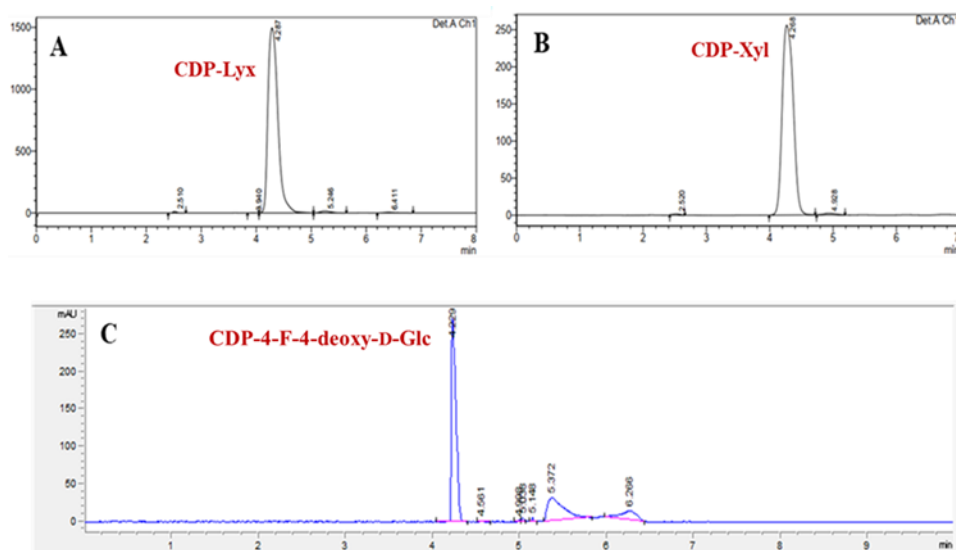 Det.A Ch1
1500
4.287
A
CDP-Lyx
1000
500
2.510
3.940
5.246
6.411
0
0 1 2 3 4 5 6 7 8
min
Det.A Ch1
250
4.268
B
CDP-Xyl
200
150
100
50
2.520
4.928
0
0 1 2 3 4 5 6
min
mAU
C
CDP-4-F-4-deoxy-D-Glc
250
200
150
100
50
0
4.561
5.148
5.372
6.266
1 2 3 4 5 6 7 8 9
min